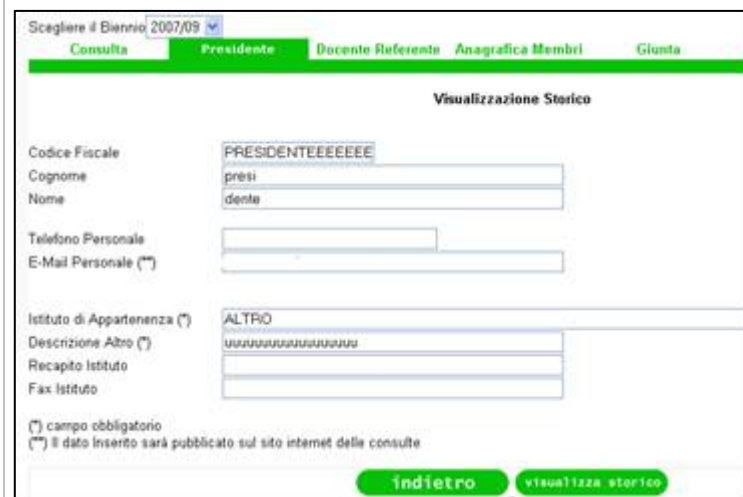 Scegliere il Biennio 2007/09
Consulta Presidente Docente Referente Anagrafica Membri Giunta
Visualizzazione Storico
Codice Fiscale PRESIDENTEEEEEEE
Cognome presi
Nome dente
Telefono Personale
E-Mail Personale (**)
Istituto di Appartenenza (*) ALTRO
Descrizione Altro (*) uuuuuuuuuuuuuuuuu
Recapito Istituto
Fax Istituto
(*) campo obbligatorio
(**) Il dato Inserito sarà pubblicato sul sito internet delle consulte
indietro visualizza storico